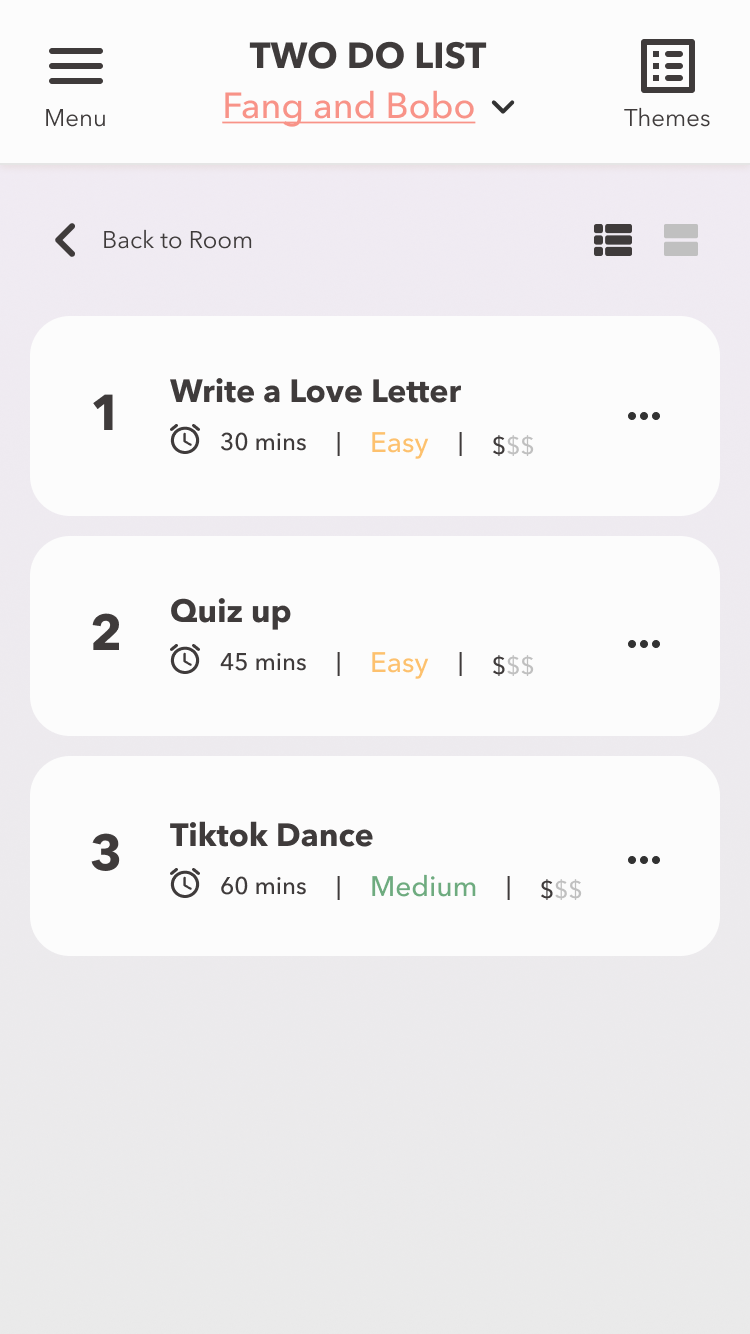 TWO DO LIST
Fang and Bobo
Menu
Themes
Back to Room
1
Write a Love Letter
30 mins | Easy | $$$
2
Quiz up
45 mins | Easy | $$$
3
Tiktok Dance
60 mins | Medium | $$$